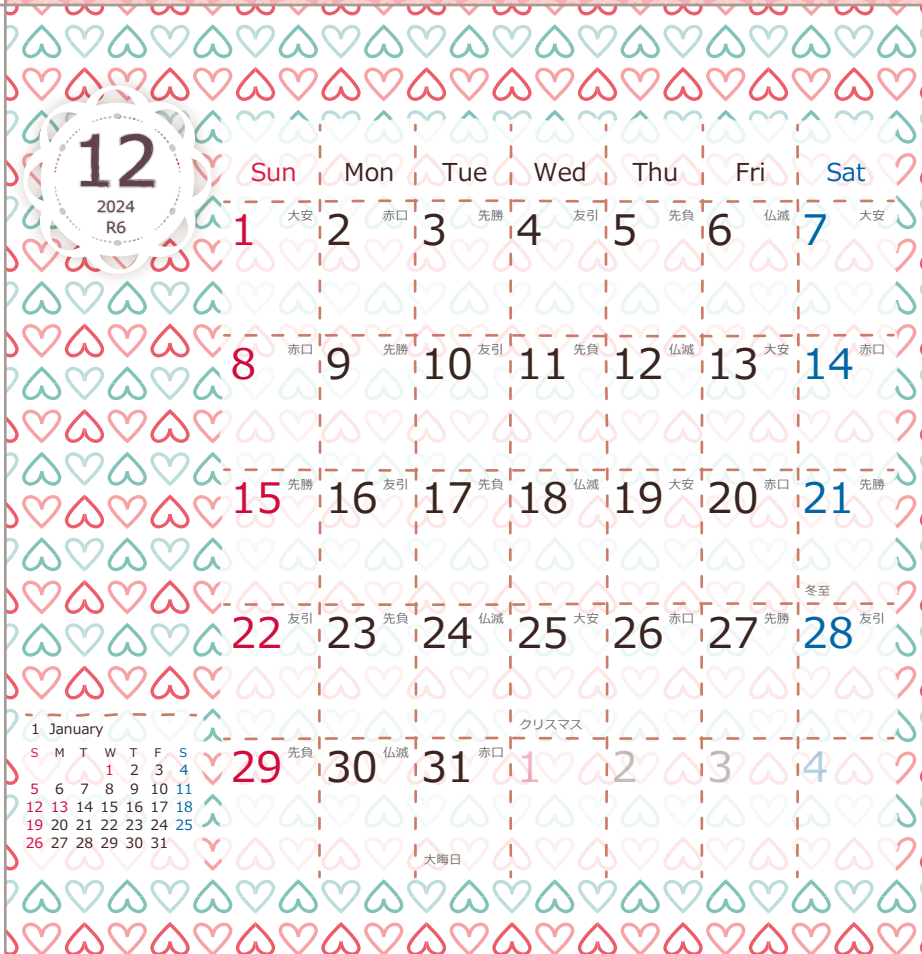 12
2024
R6
Sun Mon Tue Wed Thu Fri Sat
1 大安 2 赤口 3 先勝 4 友引 5 先負 6 仏滅 7 大安
8 赤口 9 先勝 10 友引 11 先負 12 仏滅 13 大安 14 赤口
15 先勝 16 友引 17 先負 18 仏滅 19 大安 20 赤口 21 先勝
冬至
22 友引 23 先負 24 仏滅 25 大安 26 赤口 27 先勝 28 友引
クリスマス
29 先負 30 仏滅 31 赤口 1 2 3 4
大晦日
1 January
S M T W T F S
1 2 3 4
5 6 7 8 9 10 11
12 13 14 15 16 17 18
19 20 21 22 23 24 25
26 27 28 29 30 31